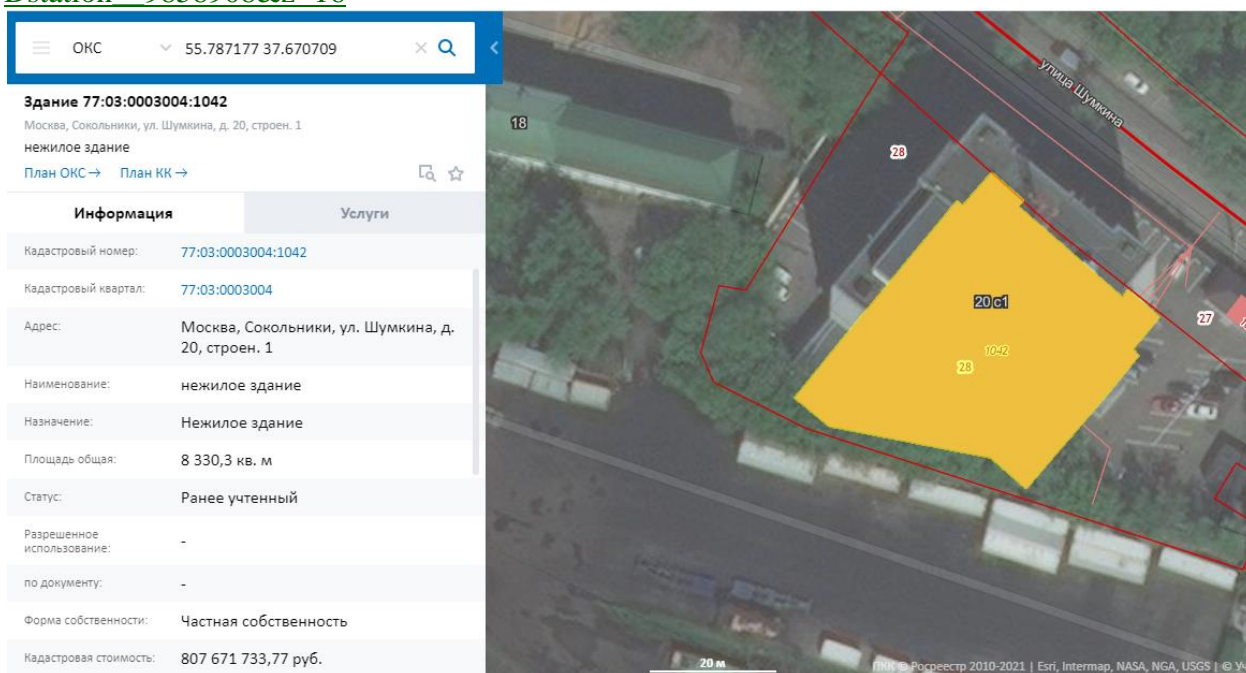 ОКС 55.787177 37.670709
Здание 77:03:0003004:1042
Москва, Сокольники, ул. Шумкина, д. 20, строен. 1
нежилое здание
План ОКС → План КК →
Информация Услуги
Кадастровый номер: 77:03:0003004:1042
Кадастровый квартал: 77:03:0003004
Адрес: Москва, Сокольники, ул. Шумкина, д.
20, строен. 1
Наименование: нежилое здание
Назначение: Нежилое здание
Площадь общая: 8 330,3 кв. м
Статус: Ранее учтенный
Разрешенное
использование: -
по документу: -
Форма собственности: Частная собственность
Кадастровая стоимость: 807 671 733,77 руб.
улица Шумкина
18
28
20 с1
27
1042
28
20 м
ПКК © Росреестр 2010-2021 | Esri, Intermap, NASA, NGA, USGS | ©